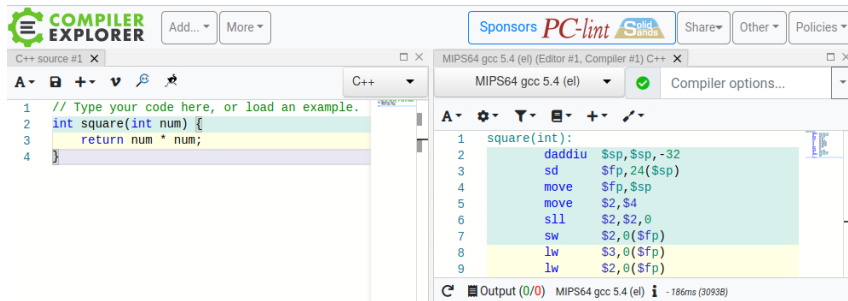 COMPILER
EXPLORER
Add...
More
Sponsors PC-lint Solid Sands
Share
Other
Policies
C++ source #1 X
A
C++
1 // Type your code here, or load an example.
2 int square(int num) {
3 return num * num;
4 }
MIPS64 gcc 5.4 (el) (Editor #1, Compiler #1) C++ X
MIPS64 gcc 5.4 (el)
Compiler options...
A
1 square(int):
2 daddiu $sp,$sp,-32
3 sd $fp,24($sp)
4 move $fp,$sp
5 move $2,$4
6 sll $2,$2,0
7 sw $2,0($fp)
8 lw $3,0($fp)
9 lw $2,0($fp)
Output (0/0) MIPS64 gcc 5.4 (el) i - 186ms (3093B)